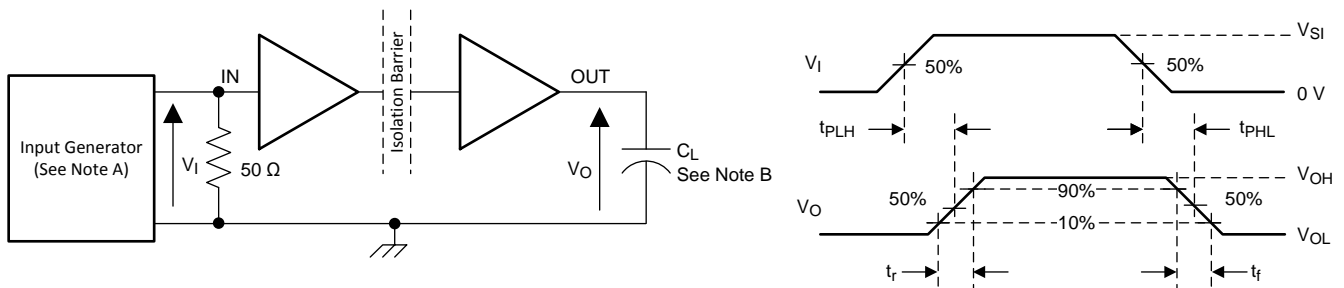 Input Generator
(See Note A)
V_I
IN
50 Ω
Isolation Barrier
OUT
V_O
C_L
See Note B
V_I
50%
50%
V_SI
0 V
t_PLH
t_PHL
V_O
50%
90%
10%
50%
V_OH
V_OL
t_r
t_f